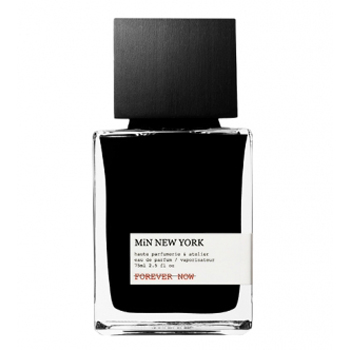 MiN NEW YORK
haute parfumerie & atelier
eau de parfum / vaporisateur
75ml 2.5 fl oz
FOREVER NOW